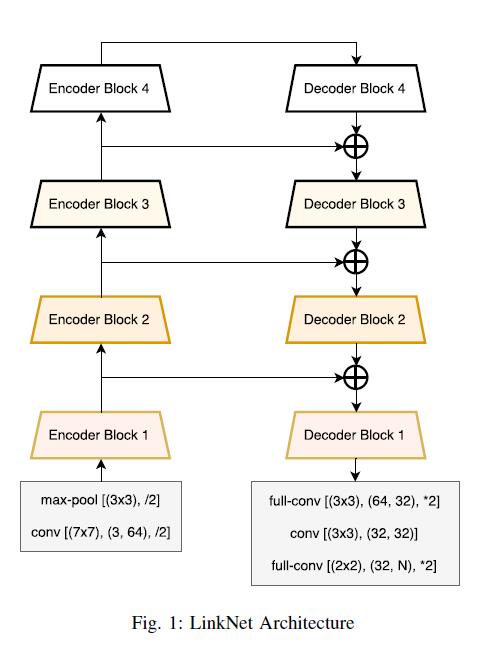 Encoder Block 4
Decoder Block 4
Encoder Block 3
Decoder Block 3
Encoder Block 2
Decoder Block 2
Encoder Block 1
Decoder Block 1
max-pool [(3x3), /2]
conv [(7x7), (3, 64), /2]
full-conv [(3x3), (64, 32), *2]
conv [(3x3), (32, 32)]
full-conv [(2x2), (32, N), *2]
Fig. 1: LinkNet Architecture